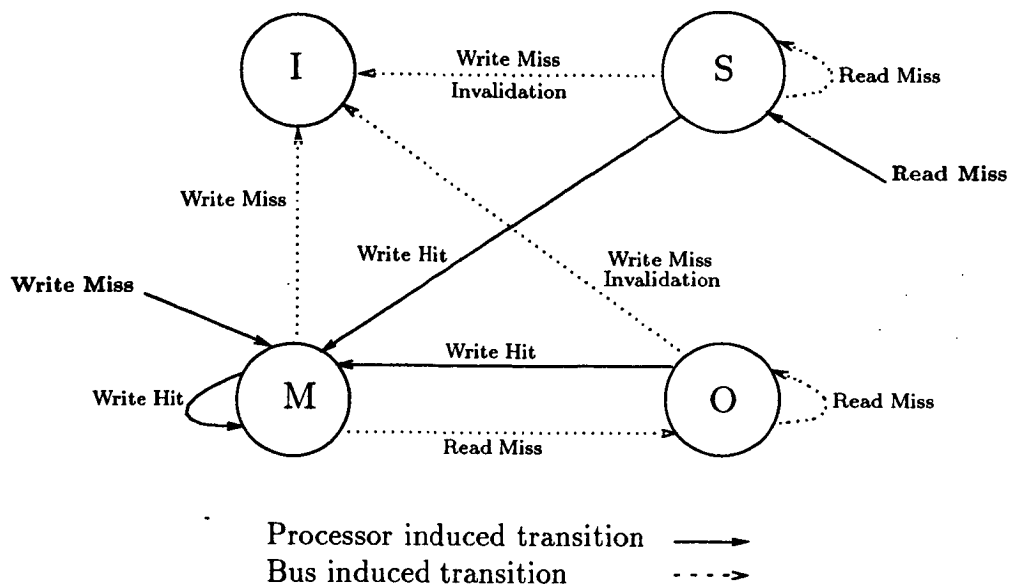 I
Write Miss
Invalidation
S
Read Miss
Read Miss
Write Miss
Write Hit
Write Miss
Invalidation
Write Miss
Write Hit
Write Hit
M
O
Read Miss
Read Miss
Processor induced transition
Bus induced transition